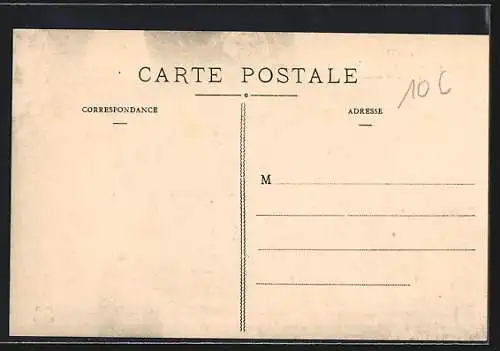 CARTE POSTALE
10 C
CORRESPONDANCE
ADRESSE
M